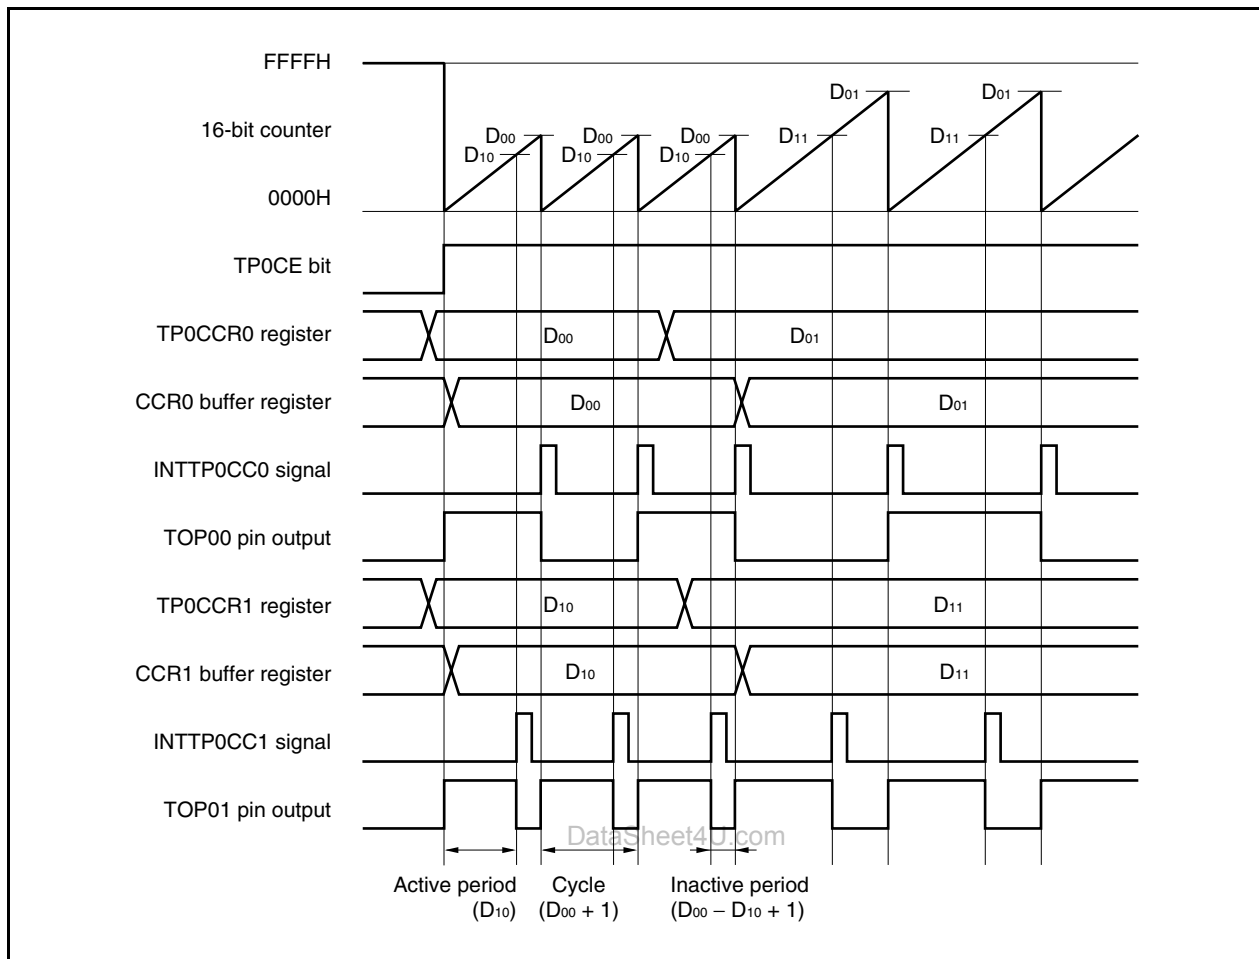 FFFFH
D01 D01
16-bit counter D00 D00 D00 D11 D11
D10 D10 D10
0000H
TP0CE bit
TP0CCR0 register D00 D01
CCR0 buffer register D00 D01
INTTP0CC0 signal
TOP00 pin output
TP0CCR1 register D10 D11
CCR1 buffer register D10 D11
INTTP0CC1 signal
TOP01 pin output
DataSheet4U.com
Active period Cycle Inactive period
(D10) (D00 + 1) (D00 − D10 + 1)